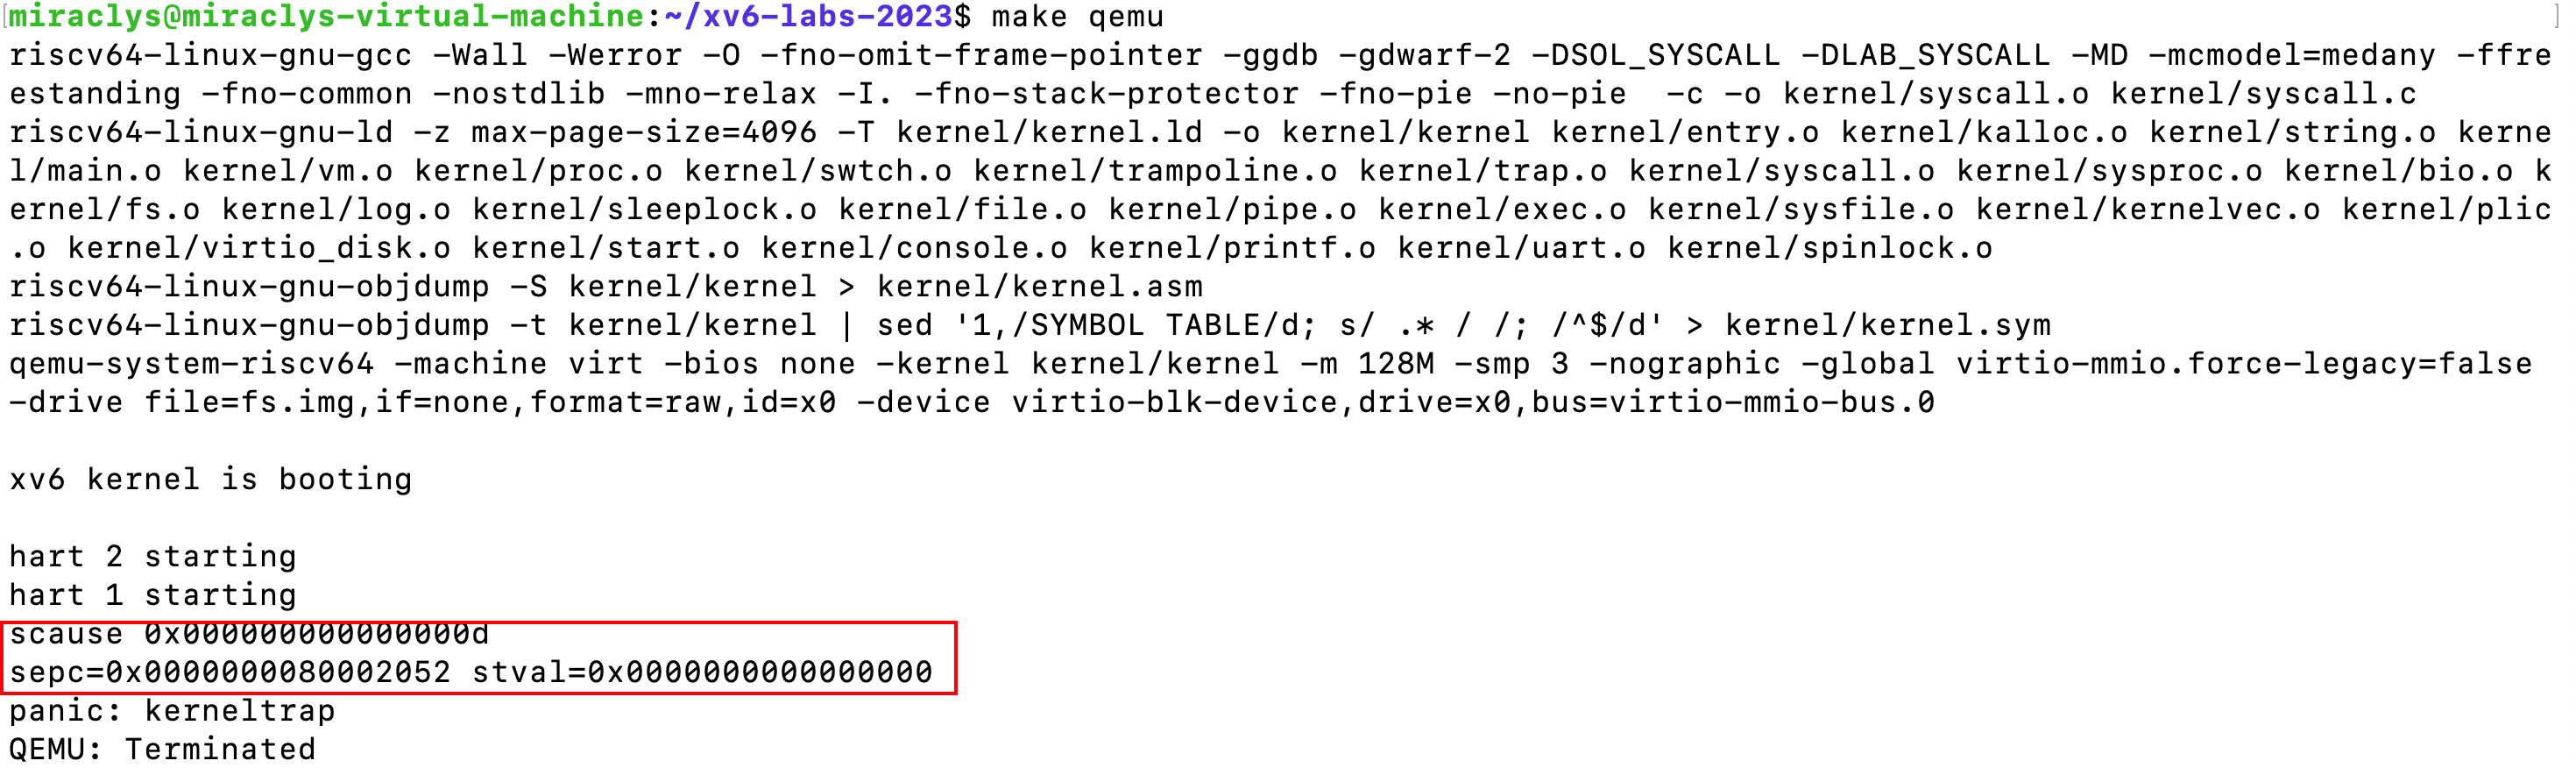 [miraclys@miraclys-virtual-machine:~/xv6-labs-2023$ make qemu ]
riscv64-linux-gnu-gcc -Wall -Werror -O -fno-omit-frame-pointer -ggdb -gdwarf-2 -DSOL_SYSCALL -DLAB_SYSCALL -MD -mcmodel=medany -ffre
estanding -fno-common -nostdlib -mno-relax -I. -fno-stack-protector -fno-pie -no-pie  -c -o kernel/syscall.o kernel/syscall.c
riscv64-linux-gnu-ld -z max-page-size=4096 -T kernel/kernel.ld -o kernel/kernel kernel/entry.o kernel/kalloc.o kernel/string.o kerne
l/main.o kernel/vm.o kernel/proc.o kernel/swtch.o kernel/trampoline.o kernel/trap.o kernel/syscall.o kernel/sysproc.o kernel/bio.o k
ernel/fs.o kernel/log.o kernel/sleeplock.o kernel/file.o kernel/pipe.o kernel/exec.o kernel/sysfile.o kernel/kernelvec.o kernel/plic
.o kernel/virtio_disk.o kernel/start.o kernel/console.o kernel/printf.o kernel/uart.o kernel/spinlock.o
riscv64-linux-gnu-objdump -S kernel/kernel > kernel/kernel.asm
riscv64-linux-gnu-objdump -t kernel/kernel | sed '1,/SYMBOL TABLE/d; s/ .* / /; /^$/d' > kernel/kernel.sym
qemu-system-riscv64 -machine virt -bios none -kernel kernel/kernel -m 128M -smp 3 -nographic -global virtio-mmio.force-legacy=false
-drive file=fs.img,if=none,format=raw,id=x0 -device virtio-blk-device,drive=x0,bus=virtio-mmio-bus.0
xv6 kernel is booting
hart 2 starting
hart 1 starting
scause 0x000000000000000d
sepc=0x0000000080002052 stval=0x0000000000000000
panic: kerneltrap
QEMU: Terminated